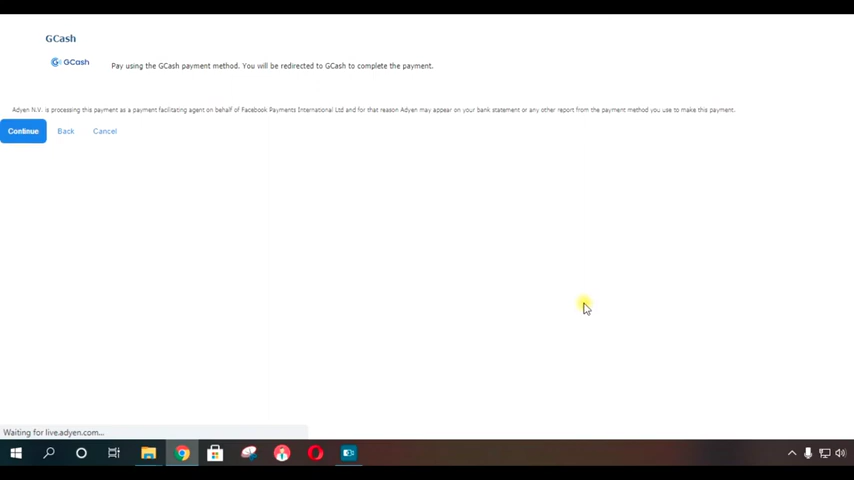 GCash
GCash
Pay using the GCash payment method. You will be redirected to GCash to complete the payment.
Adyen N.V. is processing this payment as a payment facilitating agent on behalf of Facebook Payments International Ltd and for that reason Adyen may appear on your bank statement or any other report from the payment method you use to make this payment.
Continue Back Cancel
Waiting for live.adyen.com...